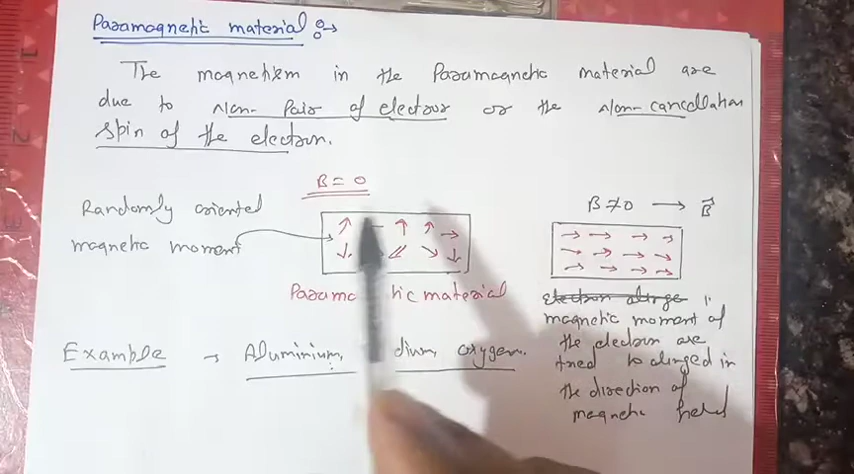 Paramagnetic material :→
The magnetism in the Paramagnetic material are
due to Non-Pair of electrons or the Non-cancellation
spin of the electron.
B = 0
Randomly oriented
magnetic moment
Paramagnetic material
B ≠ 0 → B⃗
magnetic moment of
the electron are
tried to alinged in
the direction of
magnetic field
Example → Aluminium, oxygen.